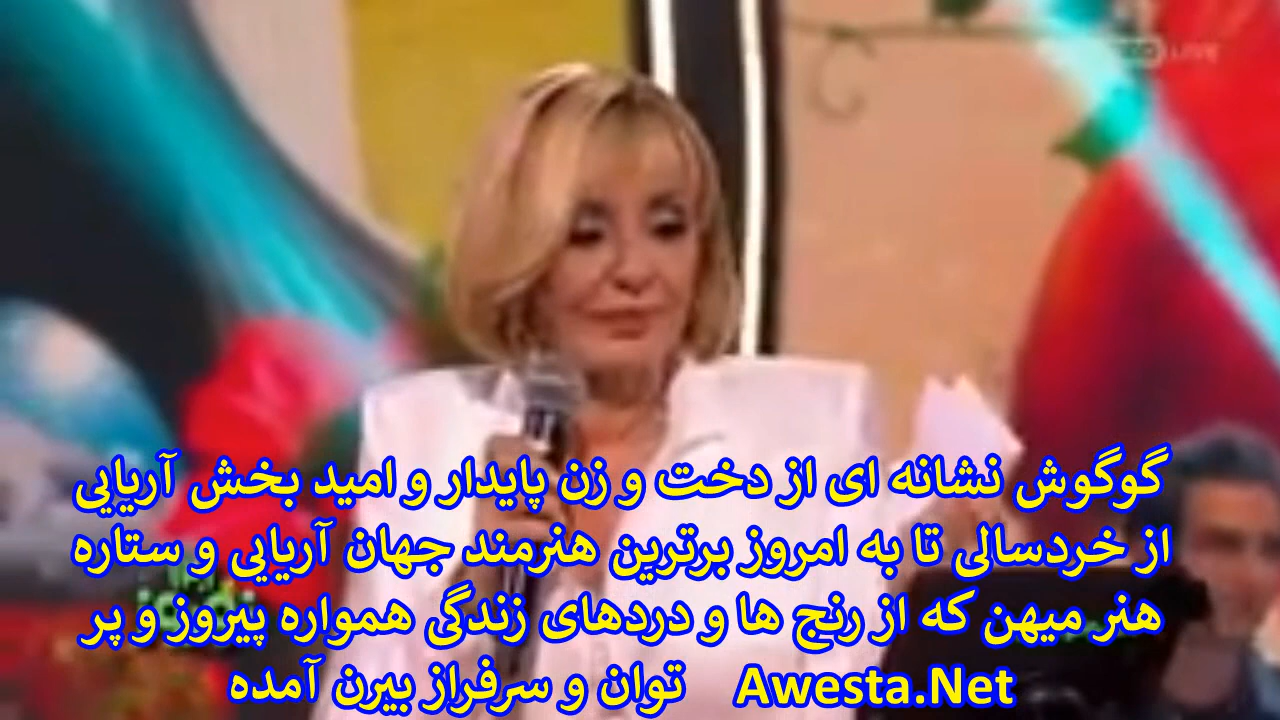 LIVE
گوگوش نشانه ای از دخت و زن پایدار و امید بخش آریایی
از خردسالی تا به امروز برترین هنرمند جهان آریایی و ستاره
هنر میهن که از رنج ها و دردهای زندگی همواره پیروز و پر
توان و سرفراز بیرن آمده Awesta.Net